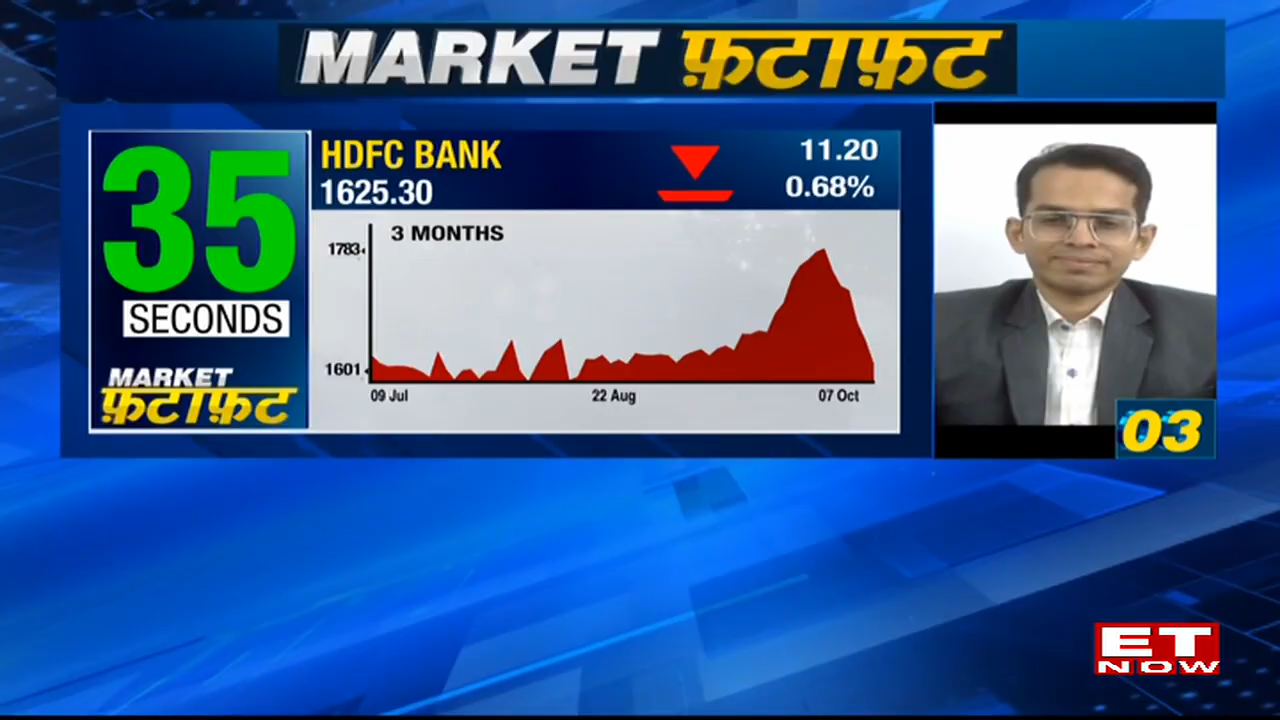 MARKET फ़टाफ़ट
35
SECONDS
MARKET
फ़टाफ़ट
HDFC BANK
1625.30
11.20
0.68%
3 MONTHS
1783
1601
09 Jul
22 Aug
07 Oct
03
ET
NOW